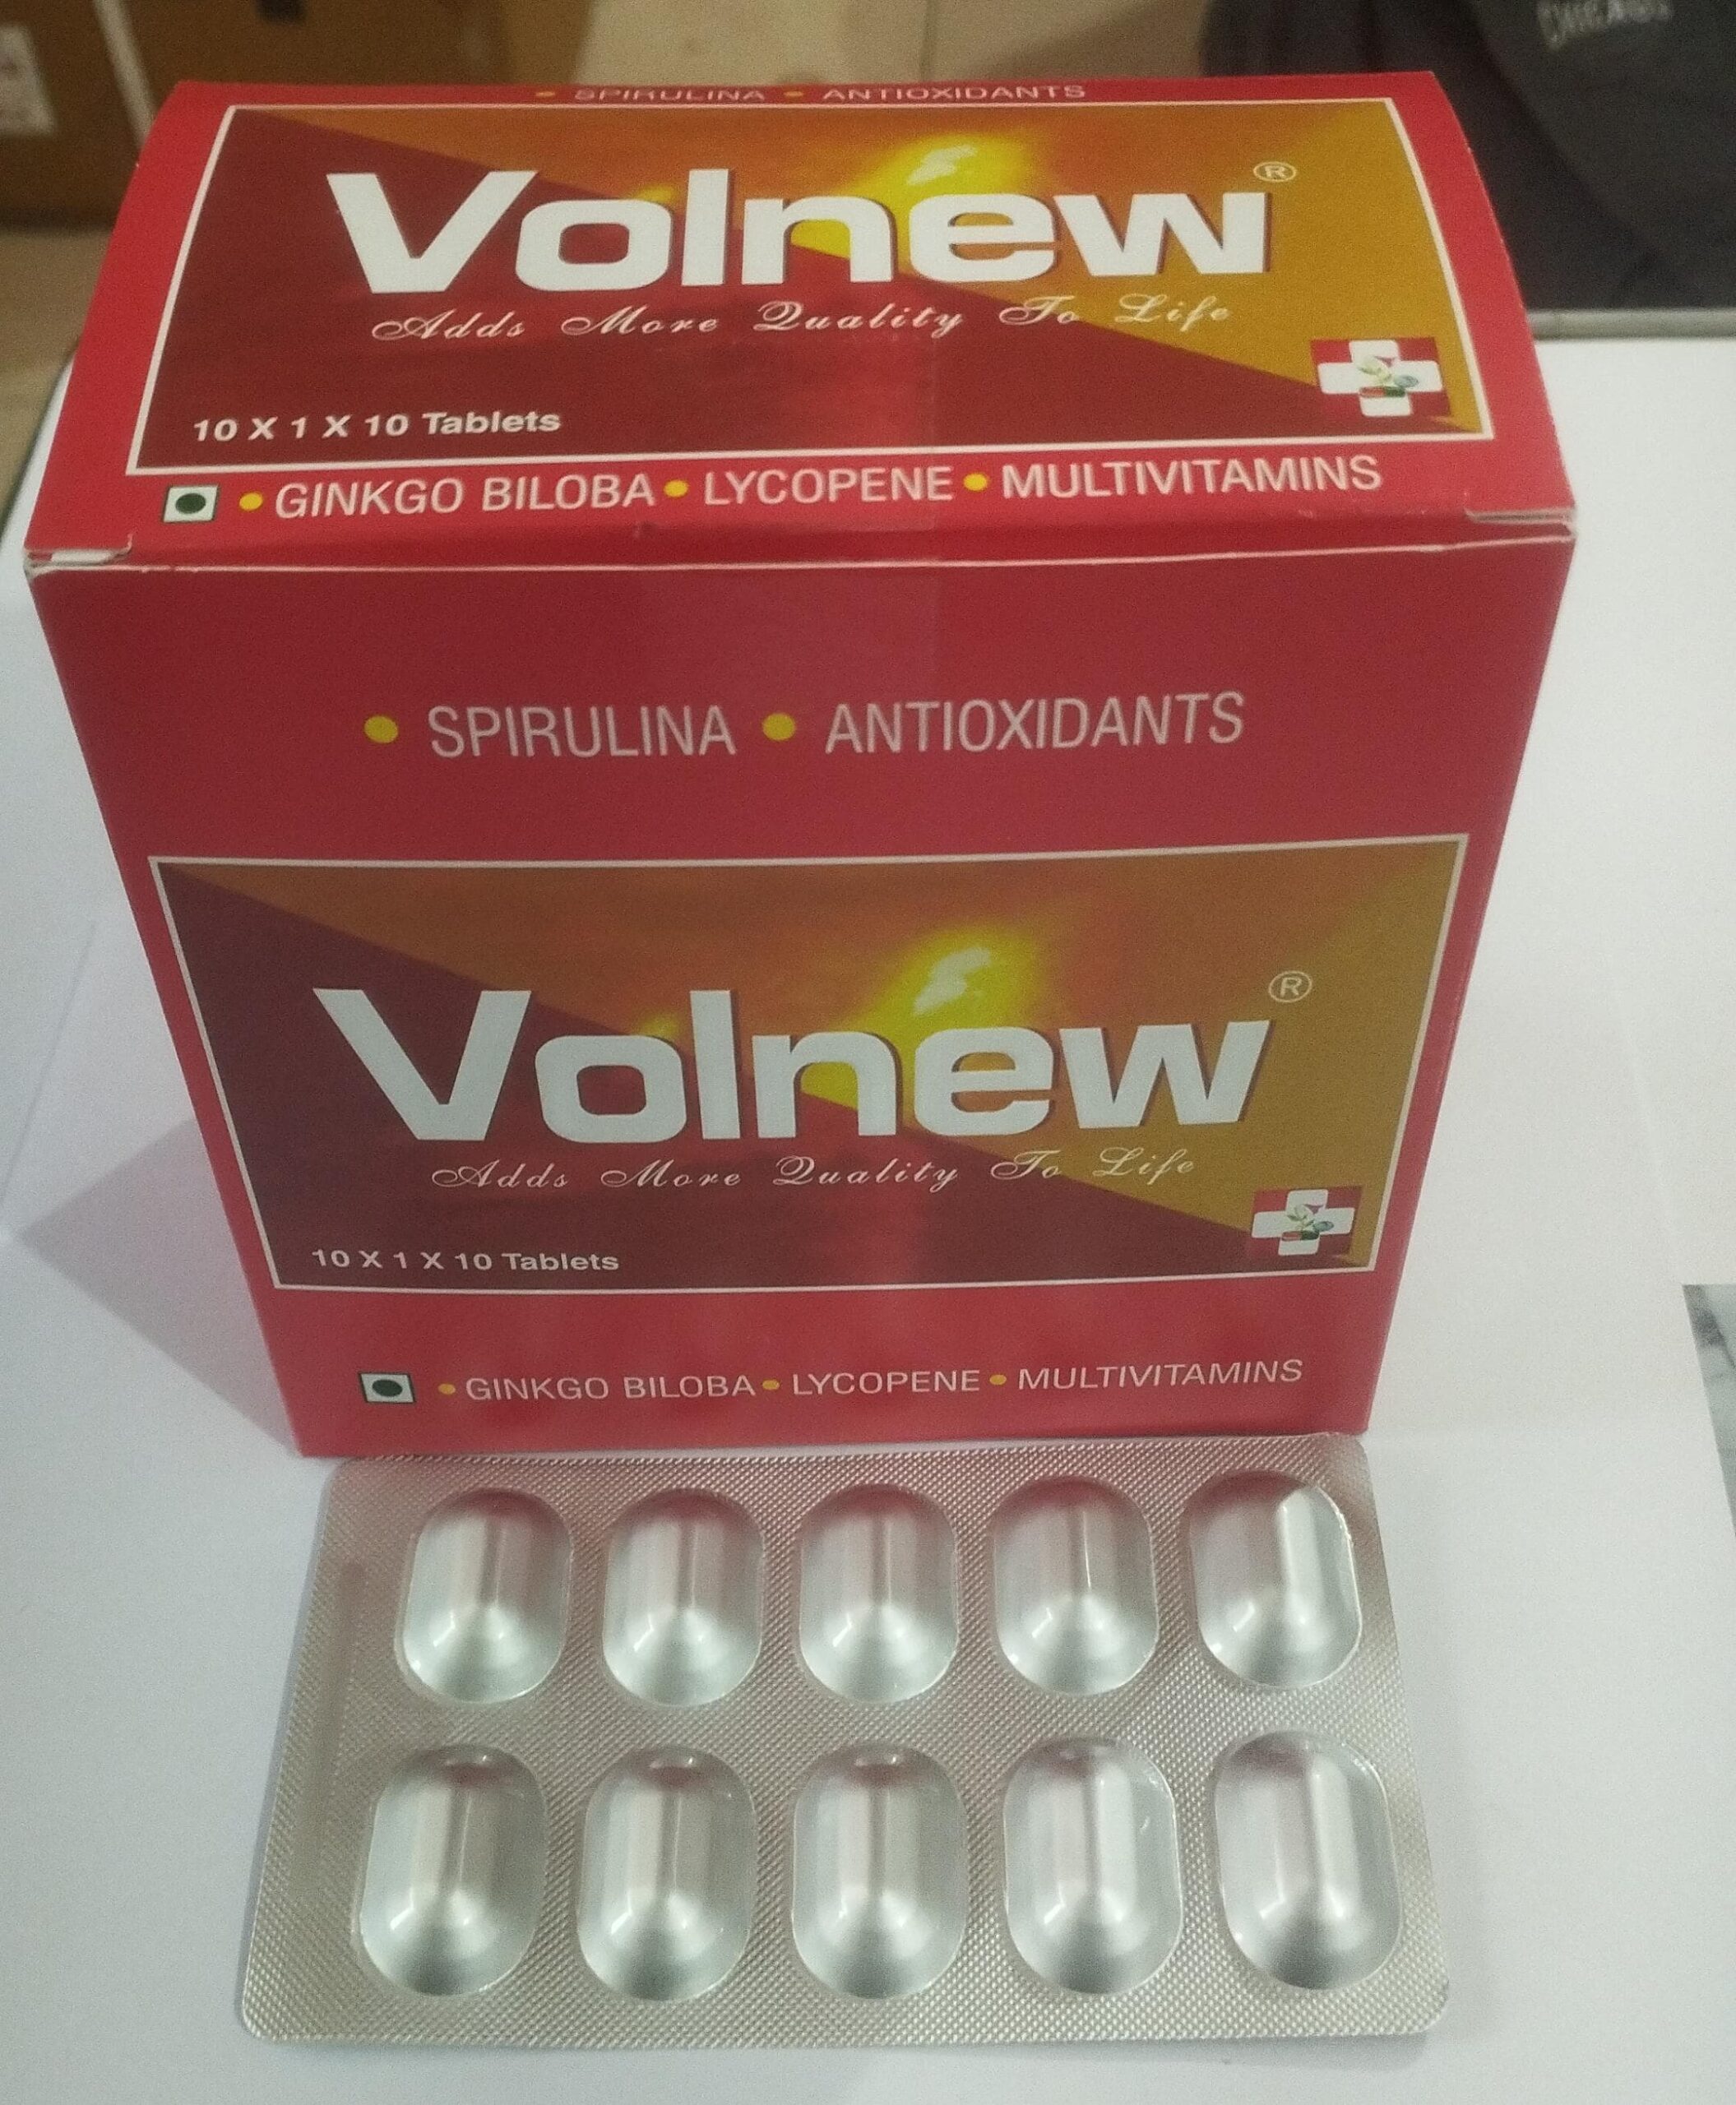 CHICAGO
• SPIRULINA • ANTIOXIDANTS
Volnew®
Adds More Quality To Life
10 X 1 X 10 Tablets
• GINKGO BILOBA • LYCOPENE • MULTIVITAMINS
• SPIRULINA • ANTIOXIDANTS
Volnew®
Adds More Quality To Life
10 X 1 X 10 Tablets
• GINKGO BILOBA • LYCOPENE • MULTIVITAMINS